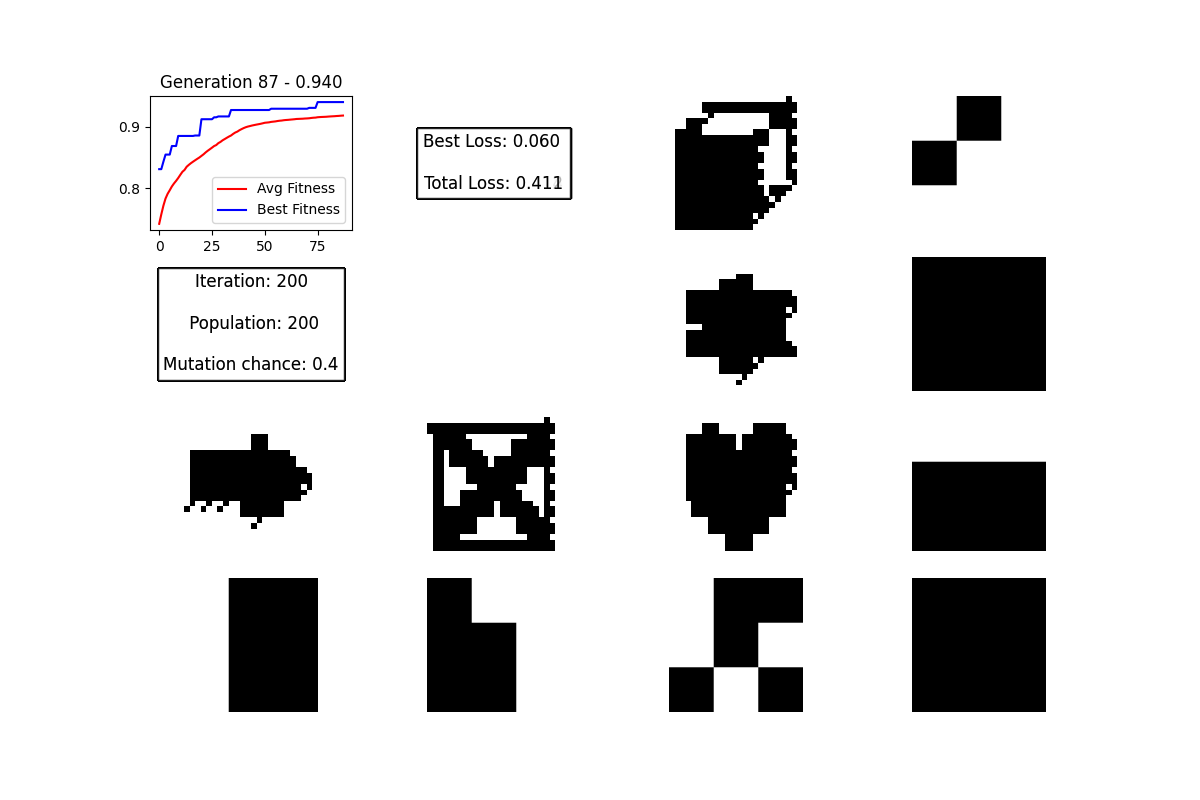 Generation 87 - 0.940
0.9
0.8
Avg Fitness
Best Fitness
0 25 50 75
Best Loss: 0.060
Total Loss: 0.411
Iteration: 200
Population: 200
Mutation chance: 0.4